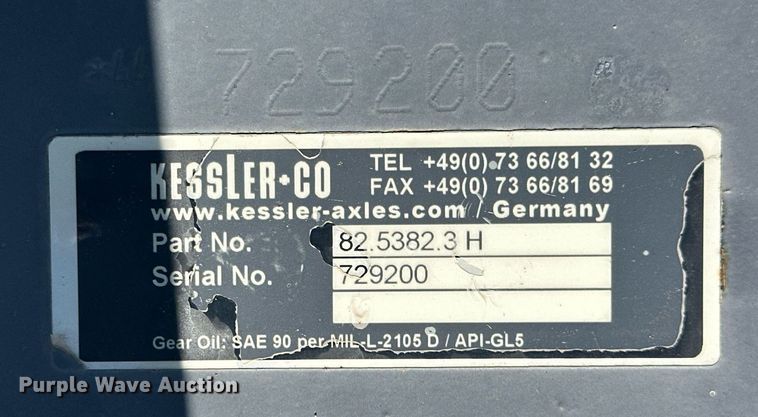 729200
KESSLER+CO
TEL +49(0) 73 66/81 32
FAX +49(0) 73 66/81 69
www.kessler-axles.com / Germany
Part No. 82.5382.3 H
Serial No. 729200
Gear Oil: SAE 90 per MIL-L-2105 D / API-GL5
Purple Wave Auction